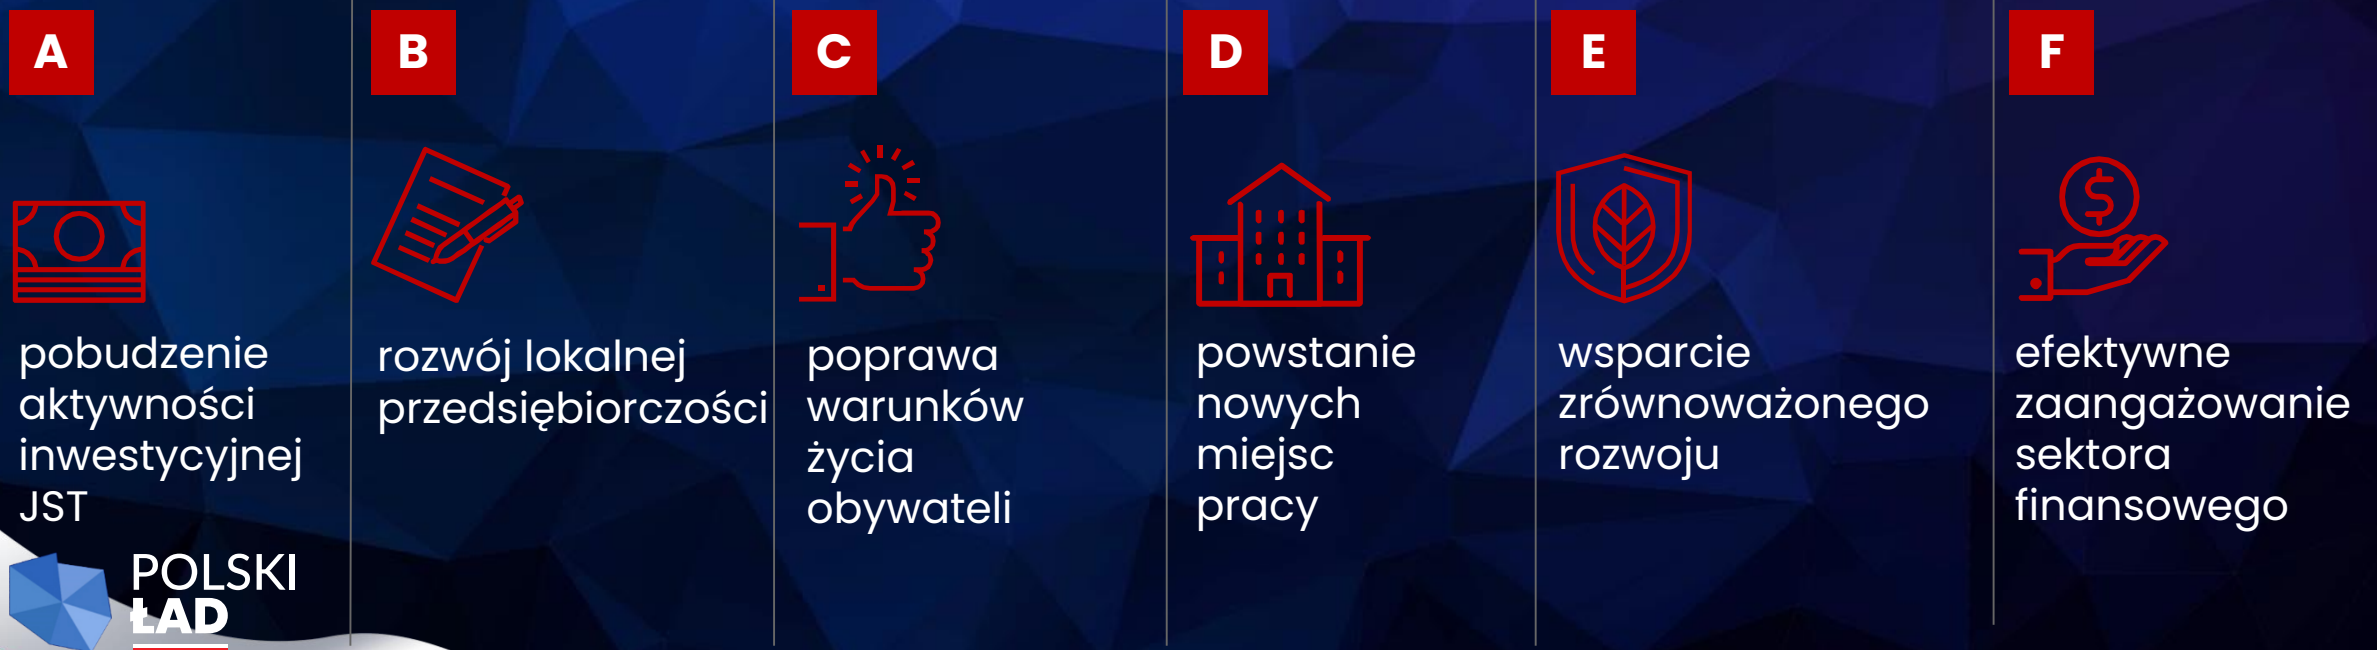 A
pobudzenie
aktywności
inwestycyjnej
JST
B
rozwój lokalnej
przedsiębiorczości
C
poprawa
warunków
życia
obywateli
D
powstanie
nowych
miejsc
pracy
E
wsparcie
zrównoważonego
rozwoju
F
efektywne
zaangażowanie
sektora
finansowego
$
POLSKI
ŁAD